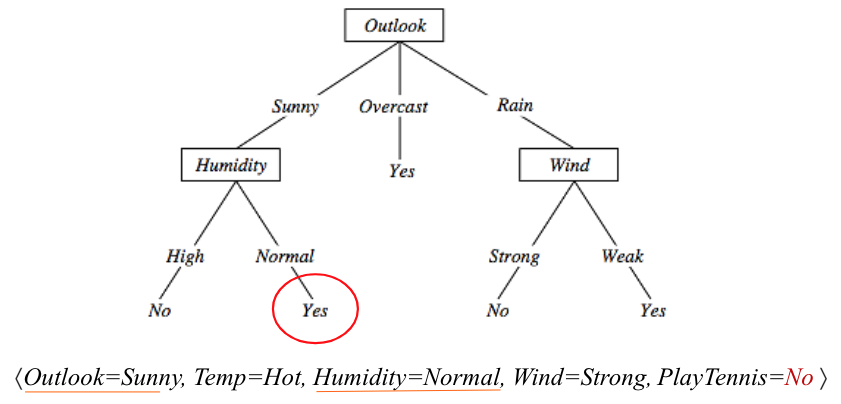 Outlook
Sunny Overcast Rain
Humidity Yes Wind
High Normal Strong Weak
No Yes No Yes
⟨Outlook=Sunny, Temp=Hot, Humidity=Normal, Wind=Strong, PlayTennis=No ⟩